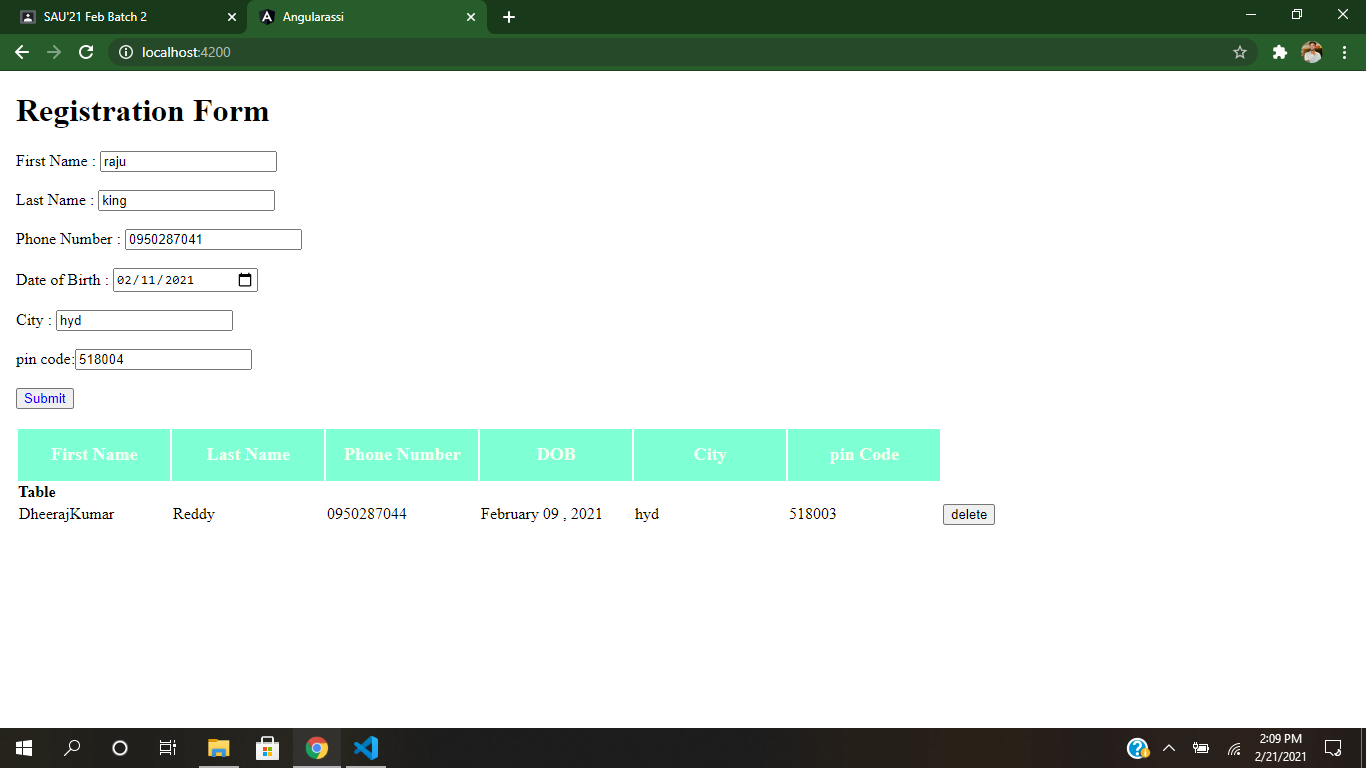 SAU'21 Feb Batch 2
Angularassi
localhost:4200
Registration Form
First Name : raju
Last Name : king
Phone Number : 0950287041
Date of Birth : 02/11/2021
City : hyd
pin code: 518004
Submit
First Name Last Name Phone Number DOB City pin Code
Table
DheerajKumar Reddy 0950287044 February 09 , 2021 hyd 518003 delete
2:09 PM
2/21/2021